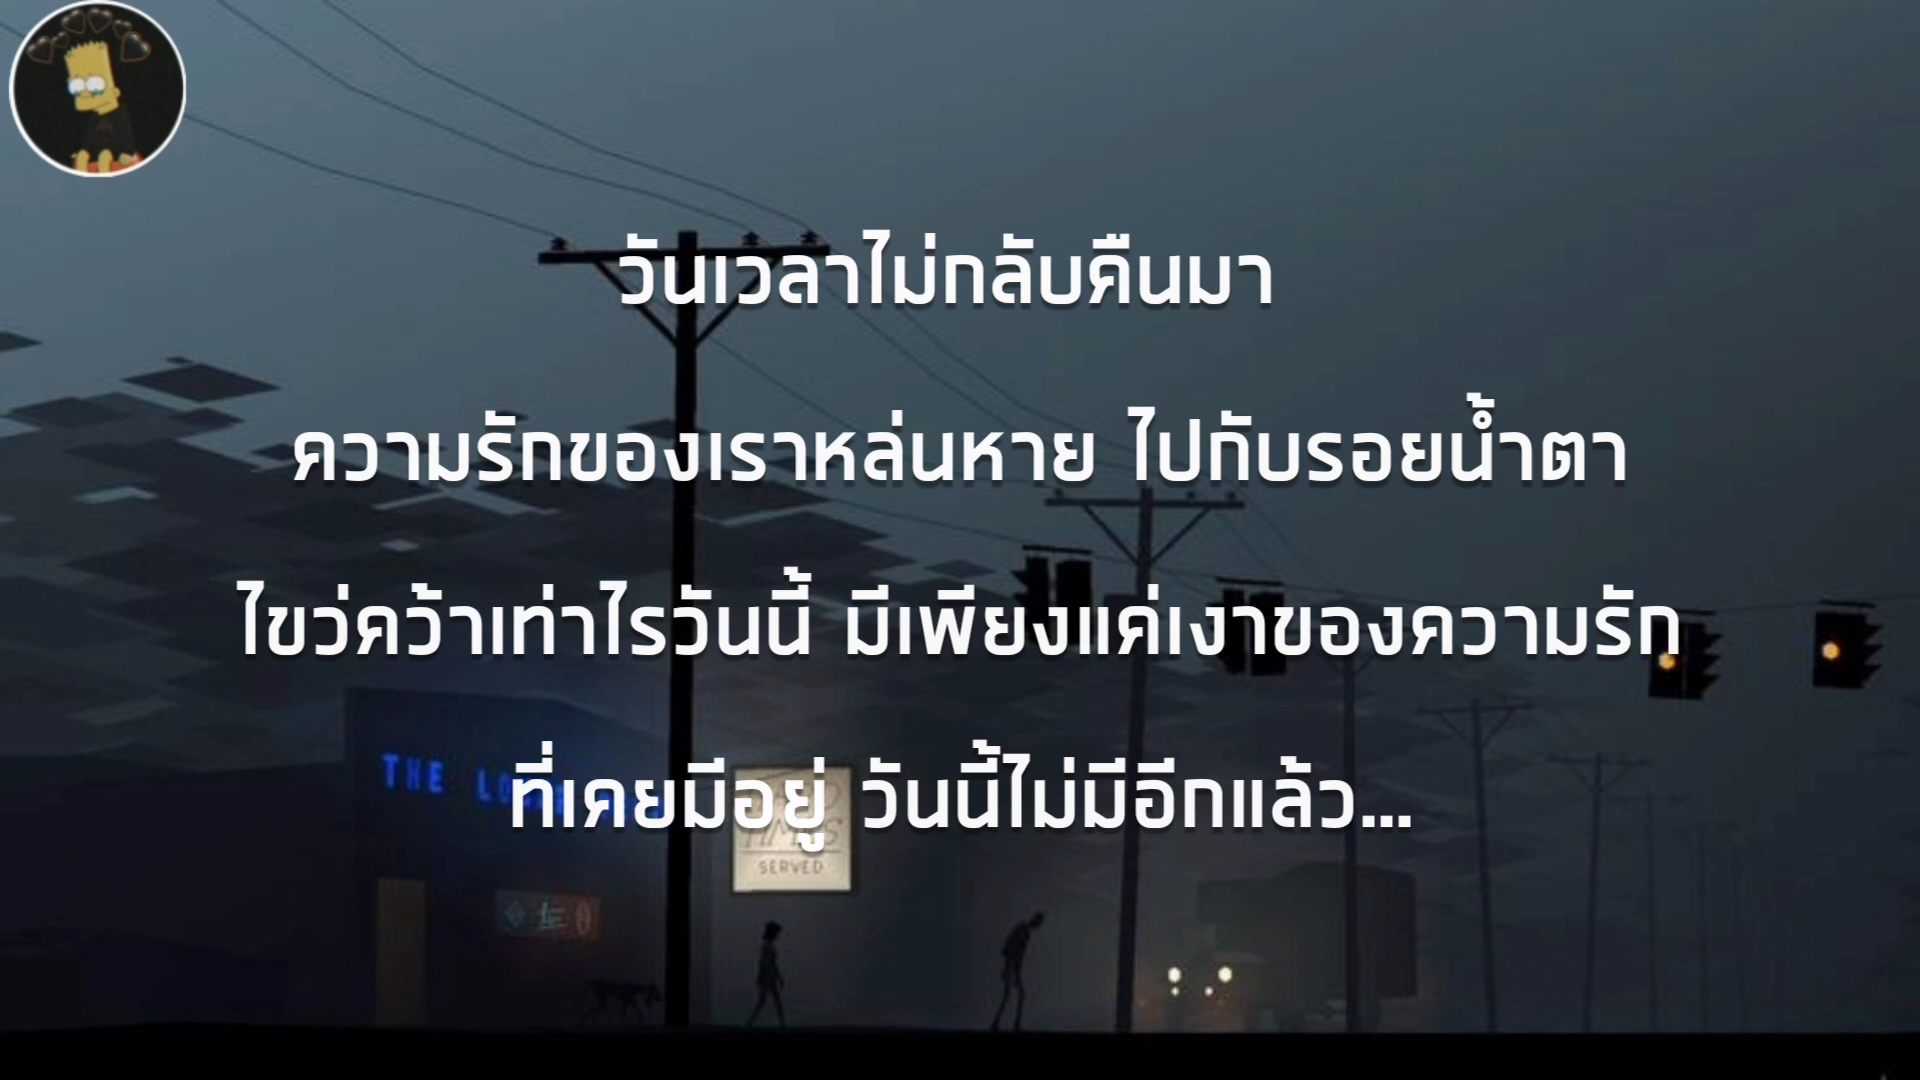 วันเวลาไม่กลับคืนมา
ความรักของเราหล่นหาย ไปกับรอยน้ำตา
ไขว่คว้าเท่าไรวันนี้ มีเพียงแค่เงาของความรัก
ที่เคยมีอยู่ วันนี้ไม่มีอีกแล้ว...
THE
SERVED